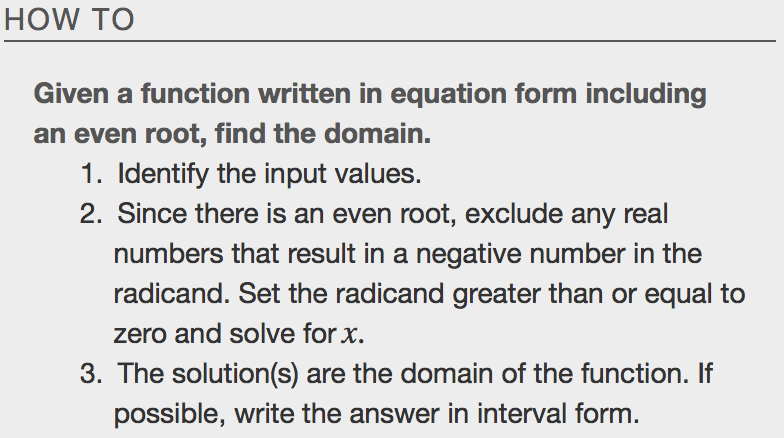 HOW TO
Given a function written in equation form including
an even root, find the domain.
1. Identify the input values.
2. Since there is an even root, exclude any real
numbers that result in a negative number in the
radicand. Set the radicand greater than or equal to
zero and solve for x.
3. The solution(s) are the domain of the function. If
possible, write the answer in interval form.